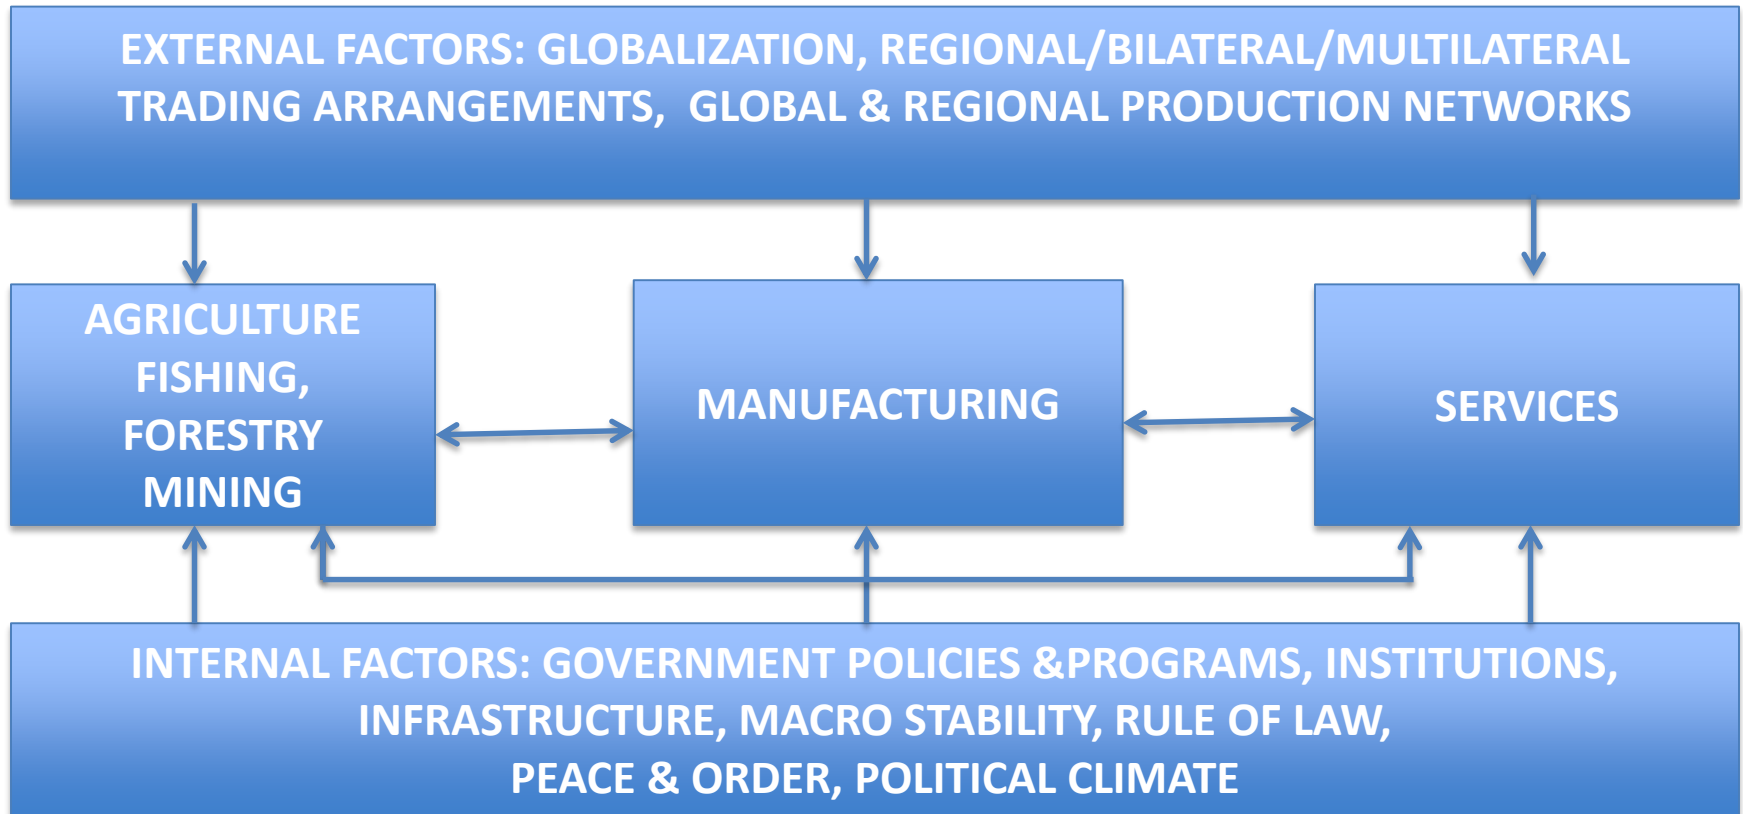 EXTERNAL FACTORS: GLOBALIZATION, REGIONAL/BILATERAL/MULTILATERAL
TRADING ARRANGEMENTS, GLOBAL & REGIONAL PRODUCTION NETWORKS
AGRICULTURE
FISHING,
FORESTRY
MINING
MANUFACTURING
SERVICES
INTERNAL FACTORS: GOVERNMENT POLICIES &PROGRAMS, INSTITUTIONS,
INFRASTRUCTURE, MACRO STABILITY, RULE OF LAW,
PEACE & ORDER, POLITICAL CLIMATE